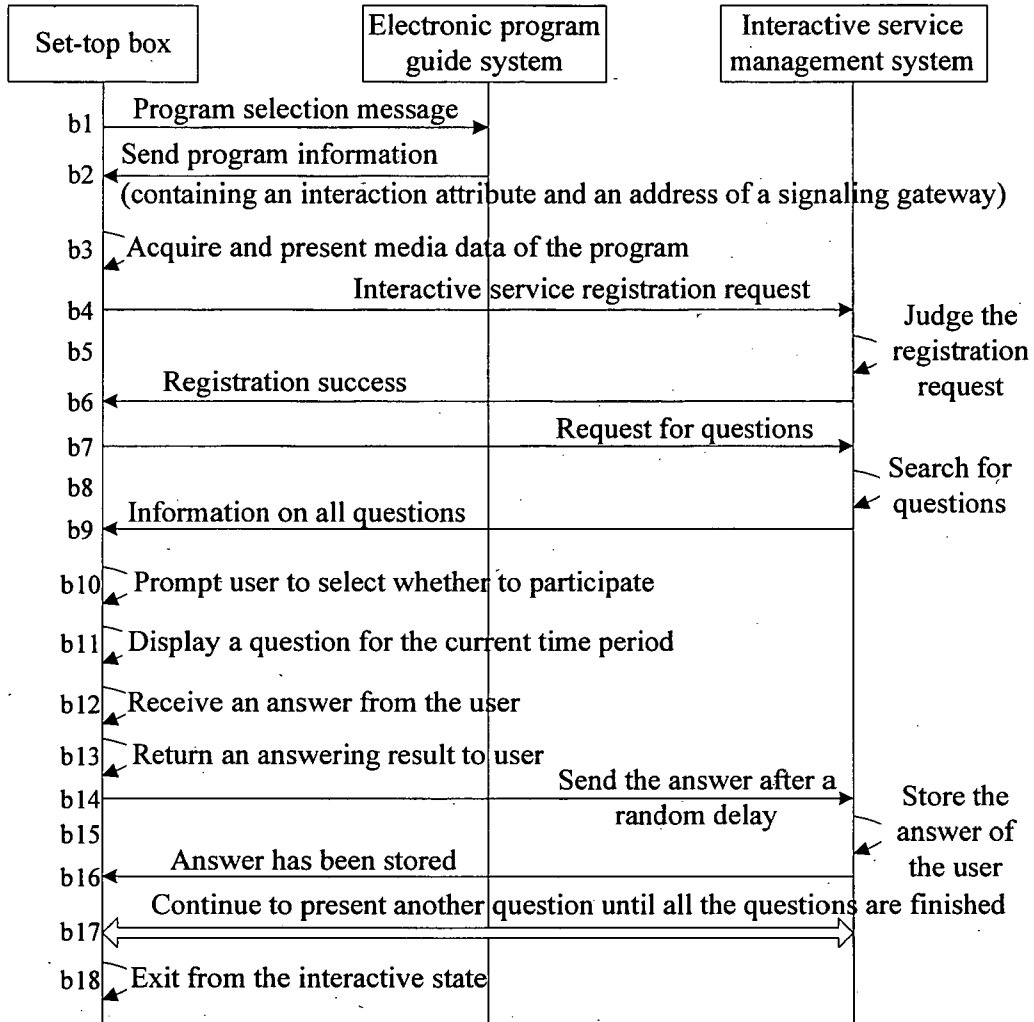 Set-top box
Electronic program
guide system
Interactive service
management system
b1
Program selection message
b2
Send program information
(containing an interaction attribute and an address of a signaling gateway)
b3
Acquire and present media data of the program
b4
Interactive service registration request
b5
Judge the
registration
request
b6
Registration success
b7
Request for questions
b8
Search for
questions
b9
Information on all questions
b10
Prompt user to select whether to participate
b11
Display a question for the current time period
b12
Receive an answer from the user
b13
Return an answering result to user
b14
Send the answer after a
random delay
b15
Store the
answer of
the user
b16
Answer has been stored
b17
Continue to present another question until all the questions are finished
b18
Exit from the interactive state